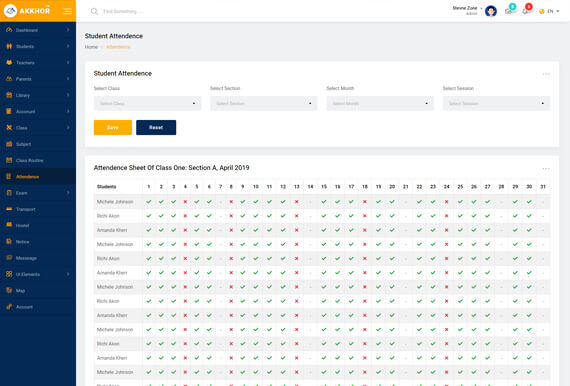 AKKHOR
Find Something . . .
Stevne Zone
Admin
5
8
EN
Dashboard
Students
Teachers
Parents
Library
Account
Class
Subject
Class Routine
Attendence
Exam
Transport
Hostel
Notice
Messeage
UI Elements
Map
Account
Student Attendence
Home Attendence
Student Attendence
Select Class Select Section Select Month Select Session
Select Class Select Section Select Month Select Session
Save Reset
Attendence Sheet Of Class One: Section A, April 2019
Students 1 2 3 4 5 6 7 8 9 10 11 12 13 14 15 16 17 18 19 20 21 22 23 24 25 26 27 28 29 30 31
Michele Johnson
Richi Akon
Amanda Kherr
Michele Johnson
Richi Akon
Amanda Kherr
Michele Johnson
Richi Akon
Amanda Kherr
Michele Johnson
Richi Akon
Amanda Kherr
Michele Johnson